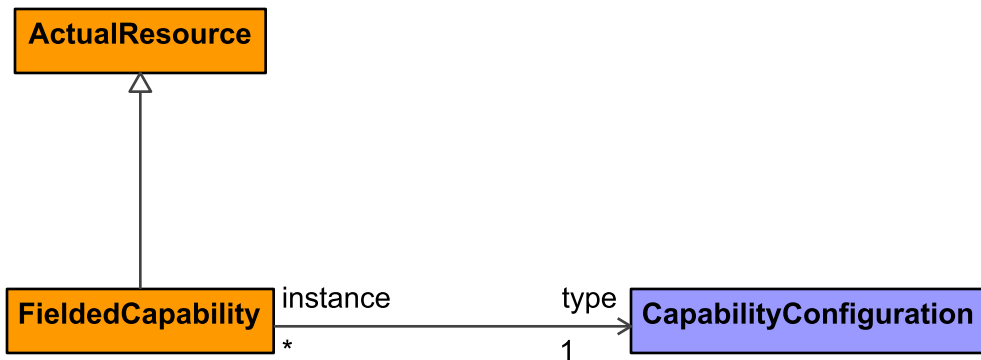 ActualResource
instance
type
FieldedCapability
CapabilityConfiguration
*
1